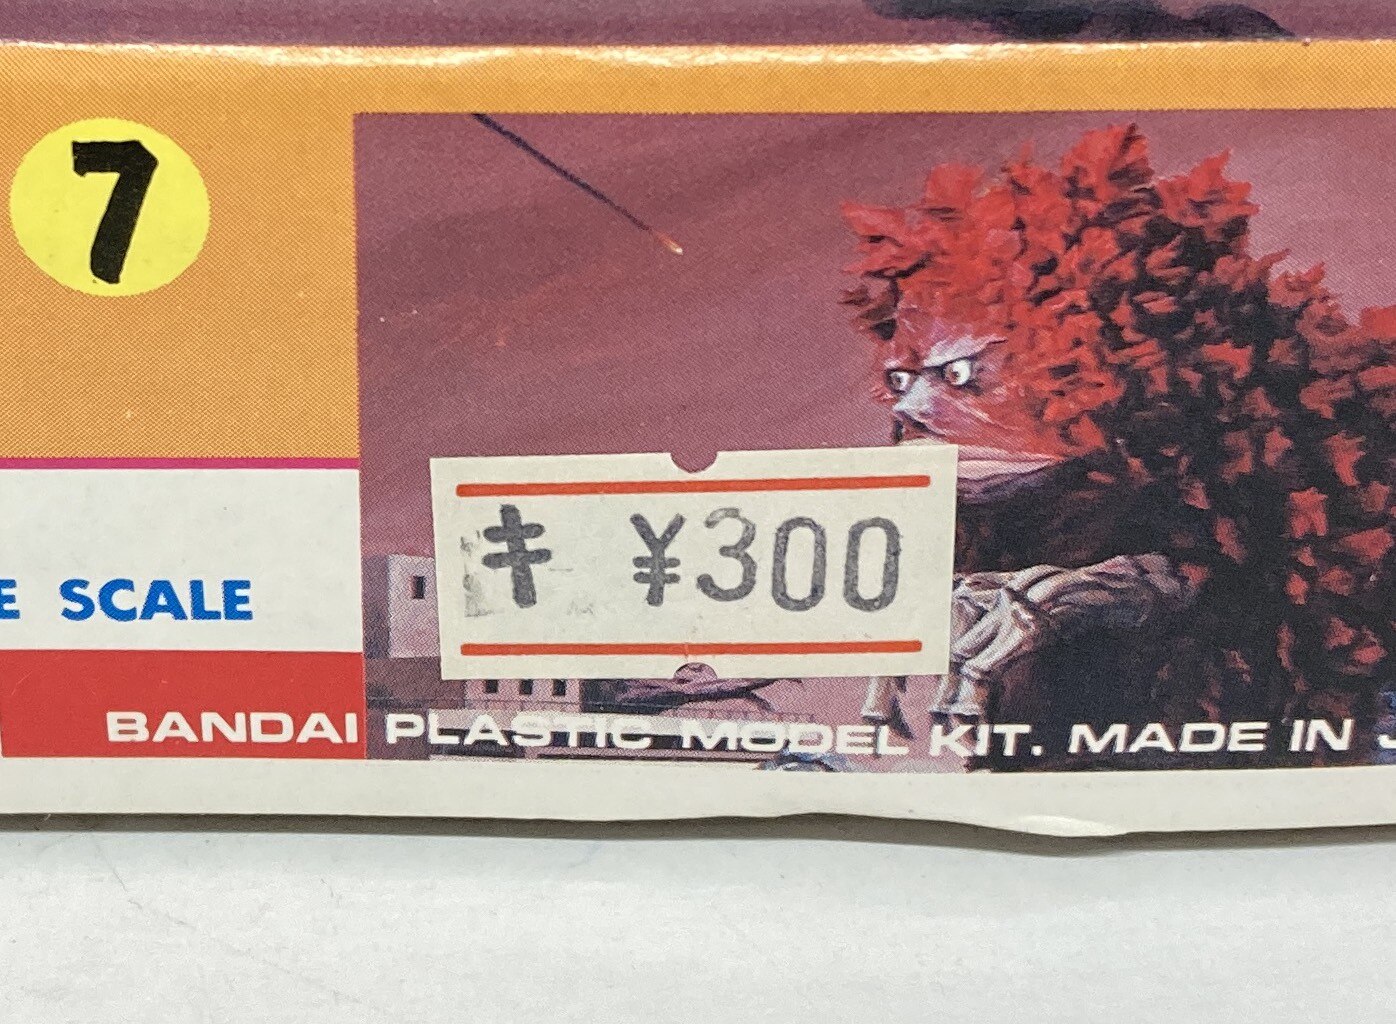 7
キ ¥300
E SCALE
BANDAI PLASTIC MODEL KIT. MADE IN J